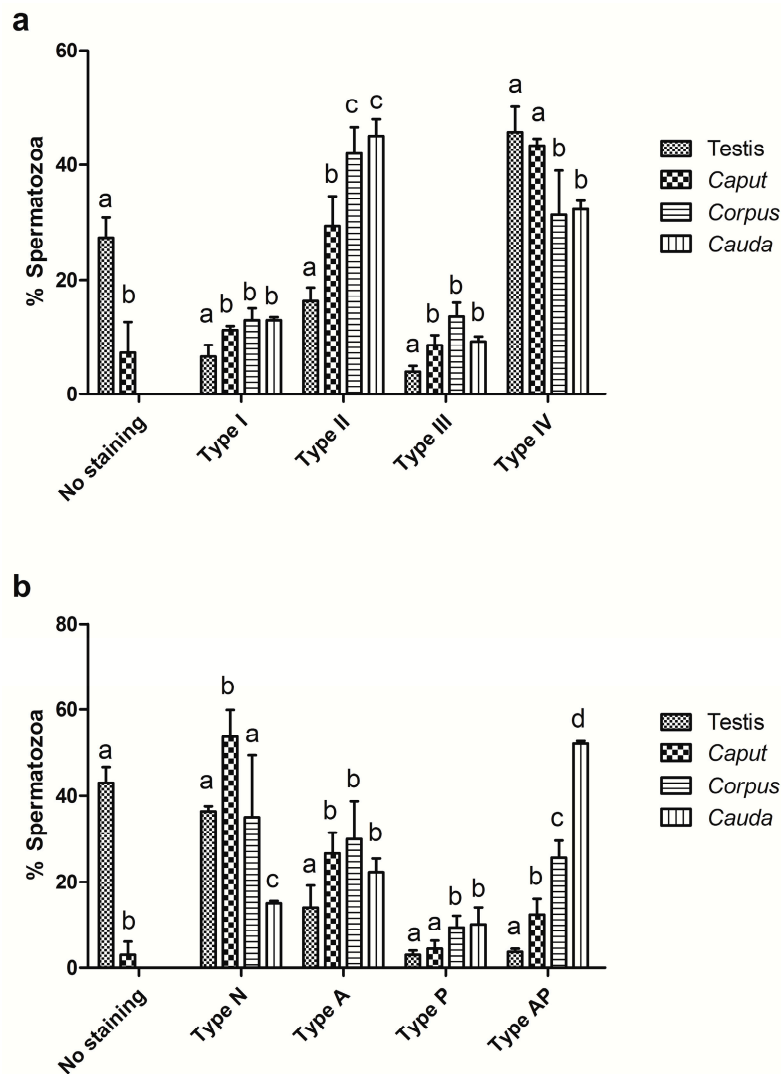 a
60
40
20
0
% Spermatozoa
a b
a b b b
a b c c
a b b b
a a b b
No staining Type I Type II Type III Type IV
Testis
Caput
Corpus
Cauda
b
80
60
40
20
0
% Spermatozoa
a b
a b a c
a b b b
a a b b
a b c d
No staining Type N Type A Type P Type AP
Testis
Caput
Corpus
Cauda